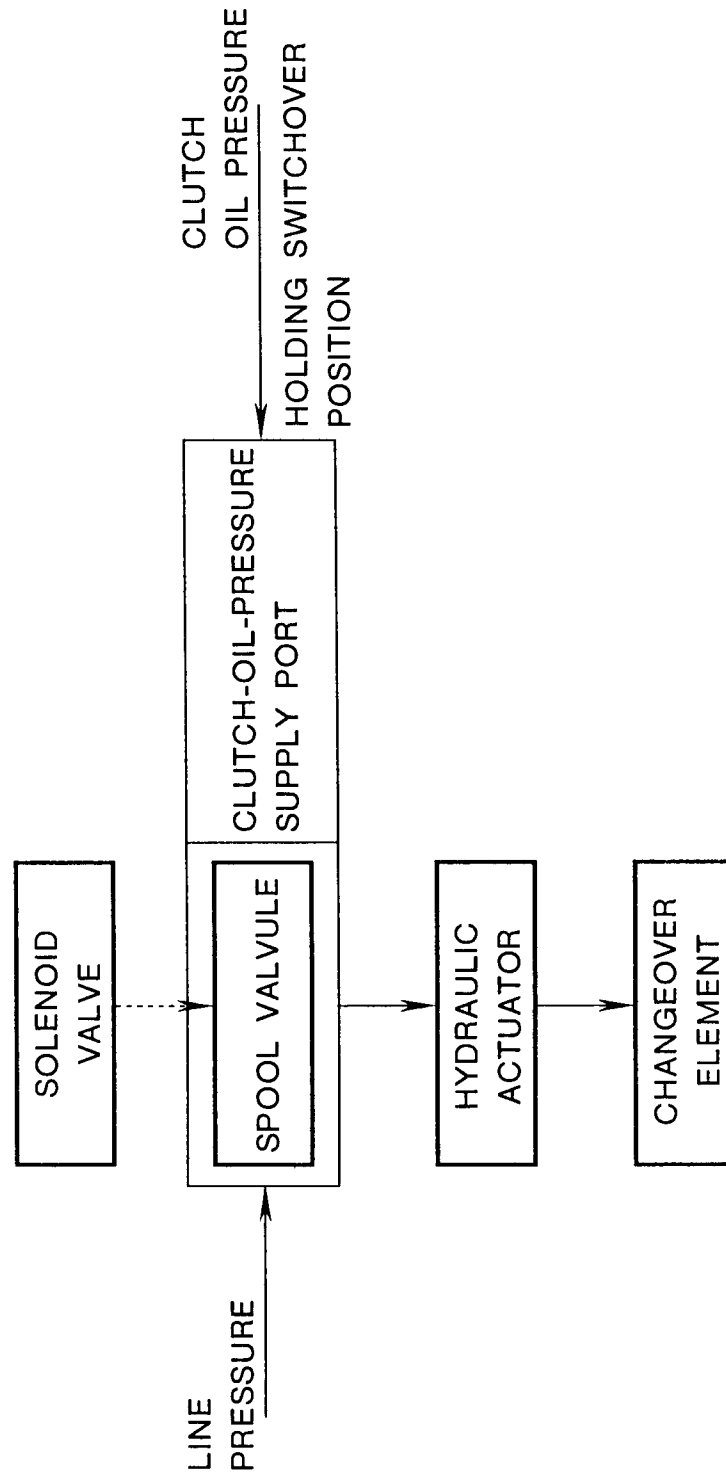 SOLENOID
VALVE
LINE
PRESSURE
SPOOL VALVULE
CLUTCH-OIL-PRESSURE
SUPPLY PORT
CLUTCH
OIL PRESSURE
HOLDING SWITCHOVER
POSITION
HYDRAULIC
ACTUATOR
CHANGEOVER
ELEMENT